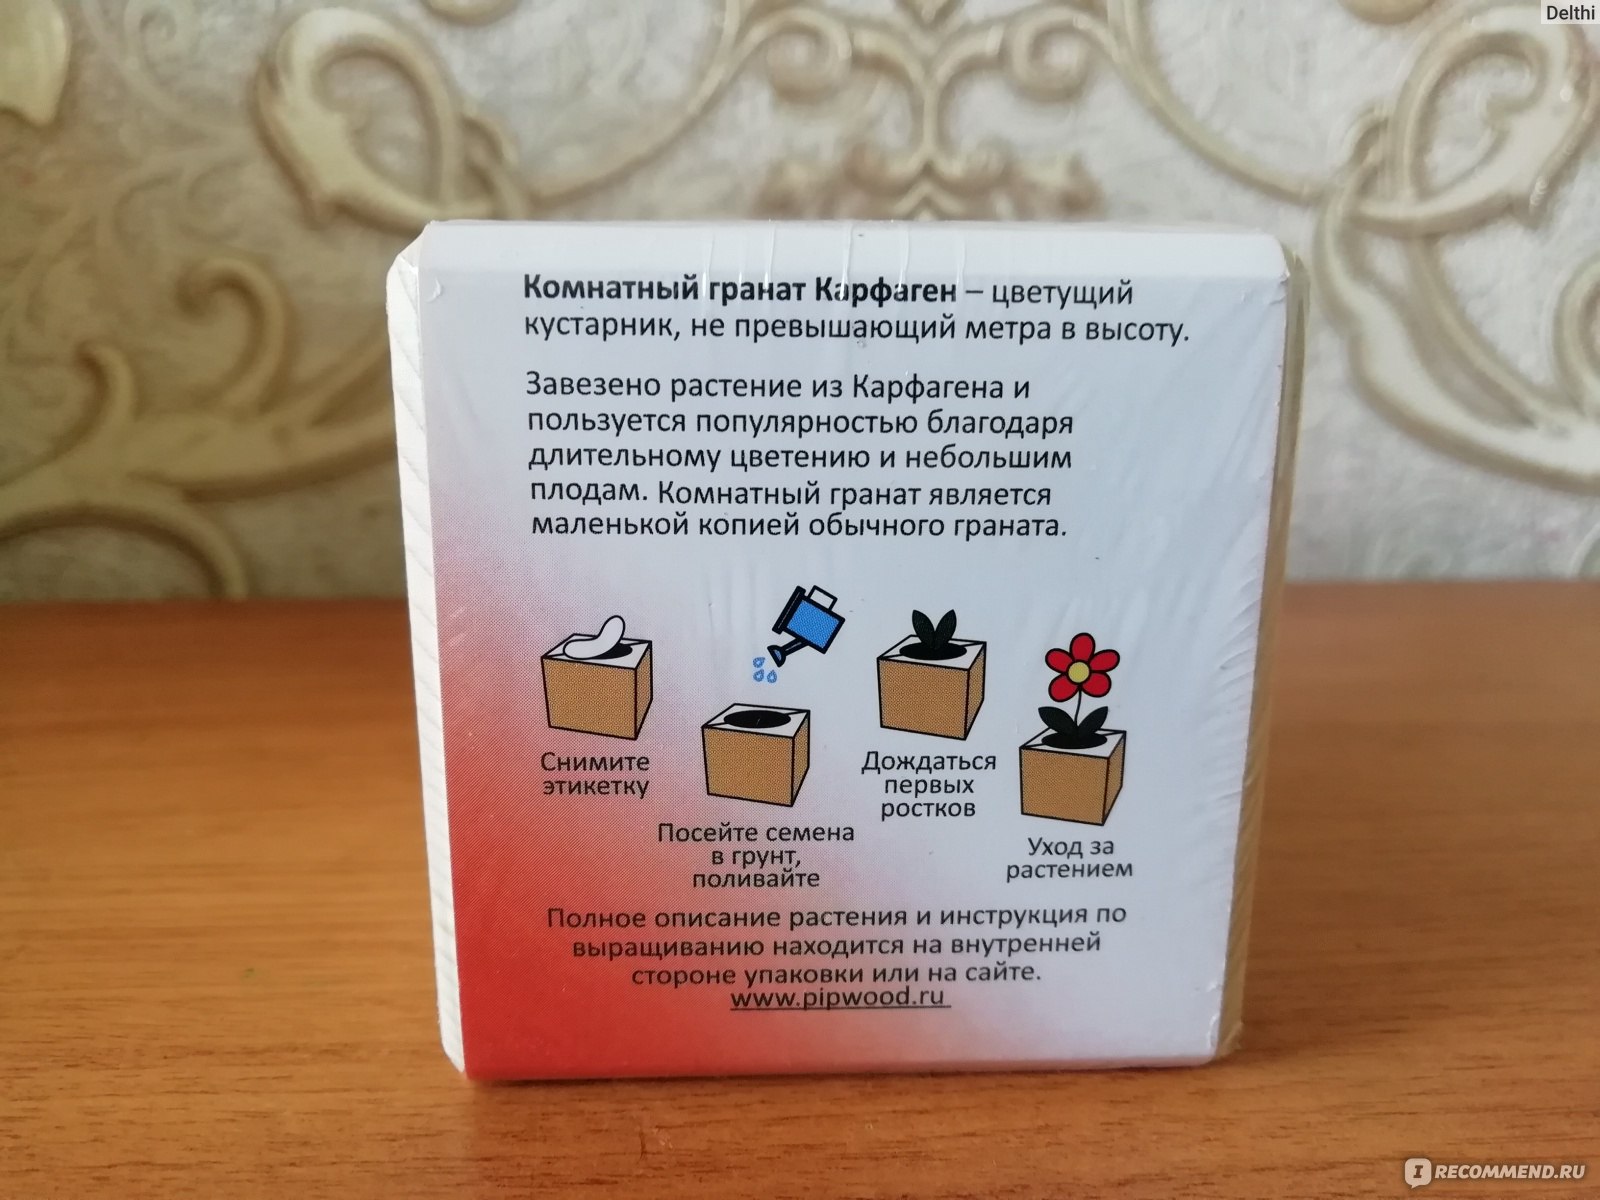 Delthi
Комнатный гранат Карфаген – цветущий
кустарник, не превышающий метра в высоту.
Завезено растение из Карфагена и
пользуется популярностью благодаря
длительному цветению и небольшим
плодам. Комнатный гранат является
маленькой копией обычного граната.
Снимите
этикетку
Посейте семена
в грунт,
поливайте
Дождаться
первых
ростков
Уход за
растением
Полное описание растения и инструкция по
выращиванию находится на внутренней
стороне упаковки или на сайте.
www.pipwood.ru
IRECOMMEND.RU